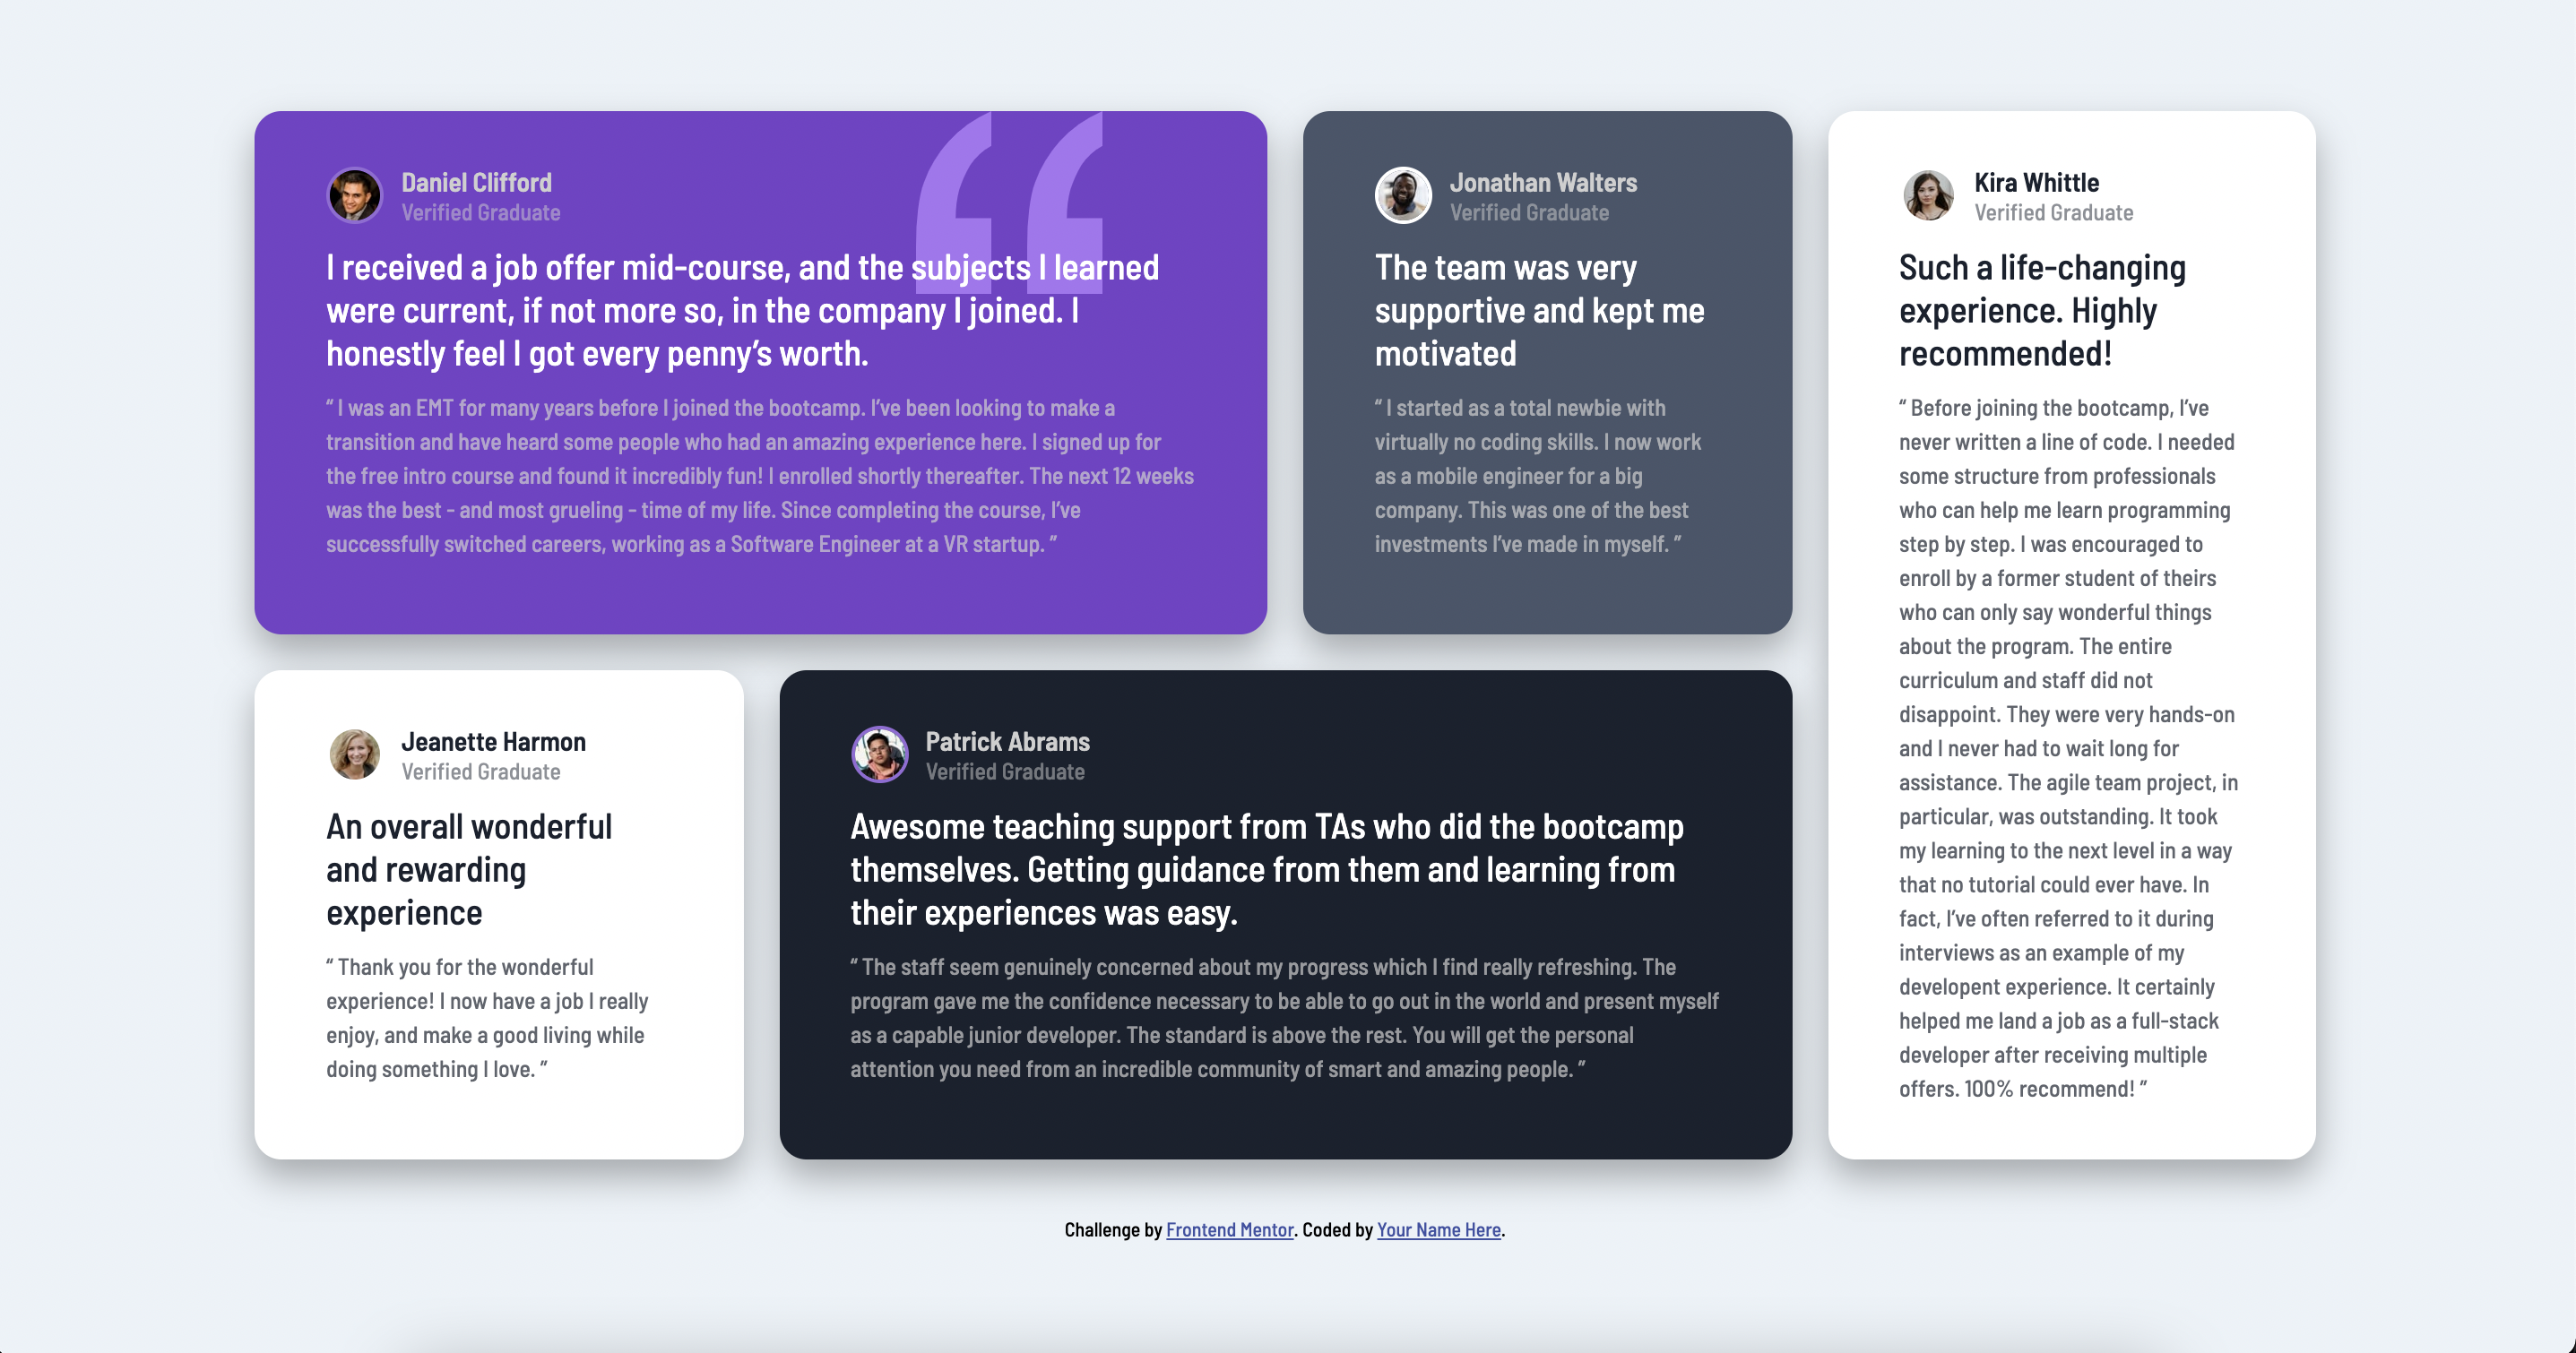 Daniel Clifford
Verified Graduate
I received a job offer mid-course, and the subjects I learned
were current, if not more so, in the company I joined. I
honestly feel I got every penny’s worth.
“ I was an EMT for many years before I joined the bootcamp. I’ve been looking to make a
transition and have heard some people who had an amazing experience here. I signed up for
the free intro course and found it incredibly fun! I enrolled shortly thereafter. The next 12 weeks
was the best - and most grueling - time of my life. Since completing the course, I’ve
successfully switched careers, working as a Software Engineer at a VR startup. ”
Jonathan Walters
Verified Graduate
The team was very
supportive and kept me
motivated
“ I started as a total newbie with
virtually no coding skills. I now work
as a mobile engineer for a big
company. This was one of the best
investments I’ve made in myself. ”
Kira Whittle
Verified Graduate
Such a life-changing
experience. Highly
recommended!
“ Before joining the bootcamp, I’ve
never written a line of code. I needed
some structure from professionals
who can help me learn programming
step by step. I was encouraged to
enroll by a former student of theirs
who can only say wonderful things
about the program. The entire
curriculum and staff did not
disappoint. They were very hands-on
and I never had to wait long for
assistance. The agile team project, in
particular, was outstanding. It took
my learning to the next level in a way
that no tutorial could ever have. In
fact, I’ve often referred to it during
interviews as an example of my
developent experience. It certainly
helped me land a job as a full-stack
developer after receiving multiple
offers. 100% recommend! ”
Jeanette Harmon
Verified Graduate
An overall wonderful
and rewarding
experience
“ Thank you for the wonderful
experience! I now have a job I really
enjoy, and make a good living while
doing something I love. ”
Patrick Abrams
Verified Graduate
Awesome teaching support from TAs who did the bootcamp
themselves. Getting guidance from them and learning from
their experiences was easy.
“ The staff seem genuinely concerned about my progress which I find really refreshing. The
program gave me the confidence necessary to be able to go out in the world and present myself
as a capable junior developer. The standard is above the rest. You will get the personal
attention you need from an incredible community of smart and amazing people. ”
Challenge by Frontend Mentor. Coded by Your Name Here.